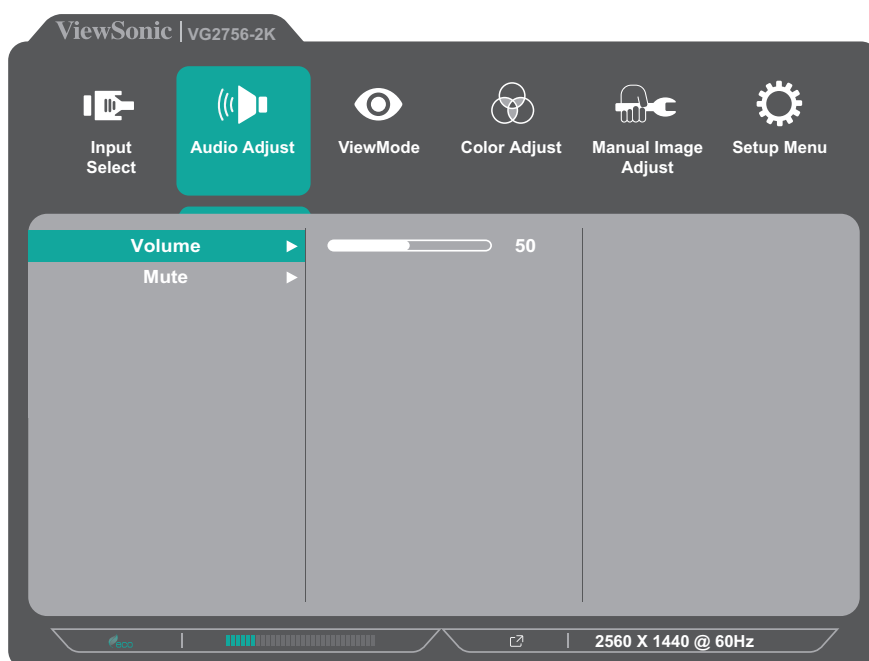 ViewSonic | VG2756-2K
Input Select
Audio Adjust
ViewMode
Color Adjust
Manual Image Adjust
Setup Menu
Volume
50
Mute
eco
2560 X 1440 @ 60Hz